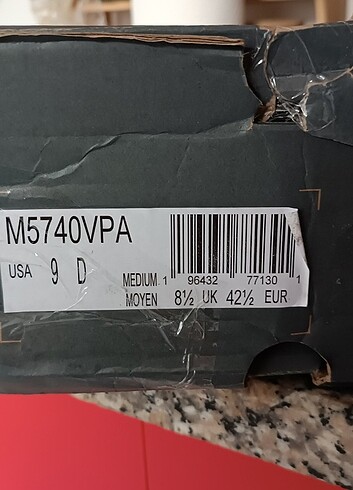 M5740VPA
USA 9 D MEDIUM 1 96432 77130 1
MOYEN 8½ UK 42½ EUR